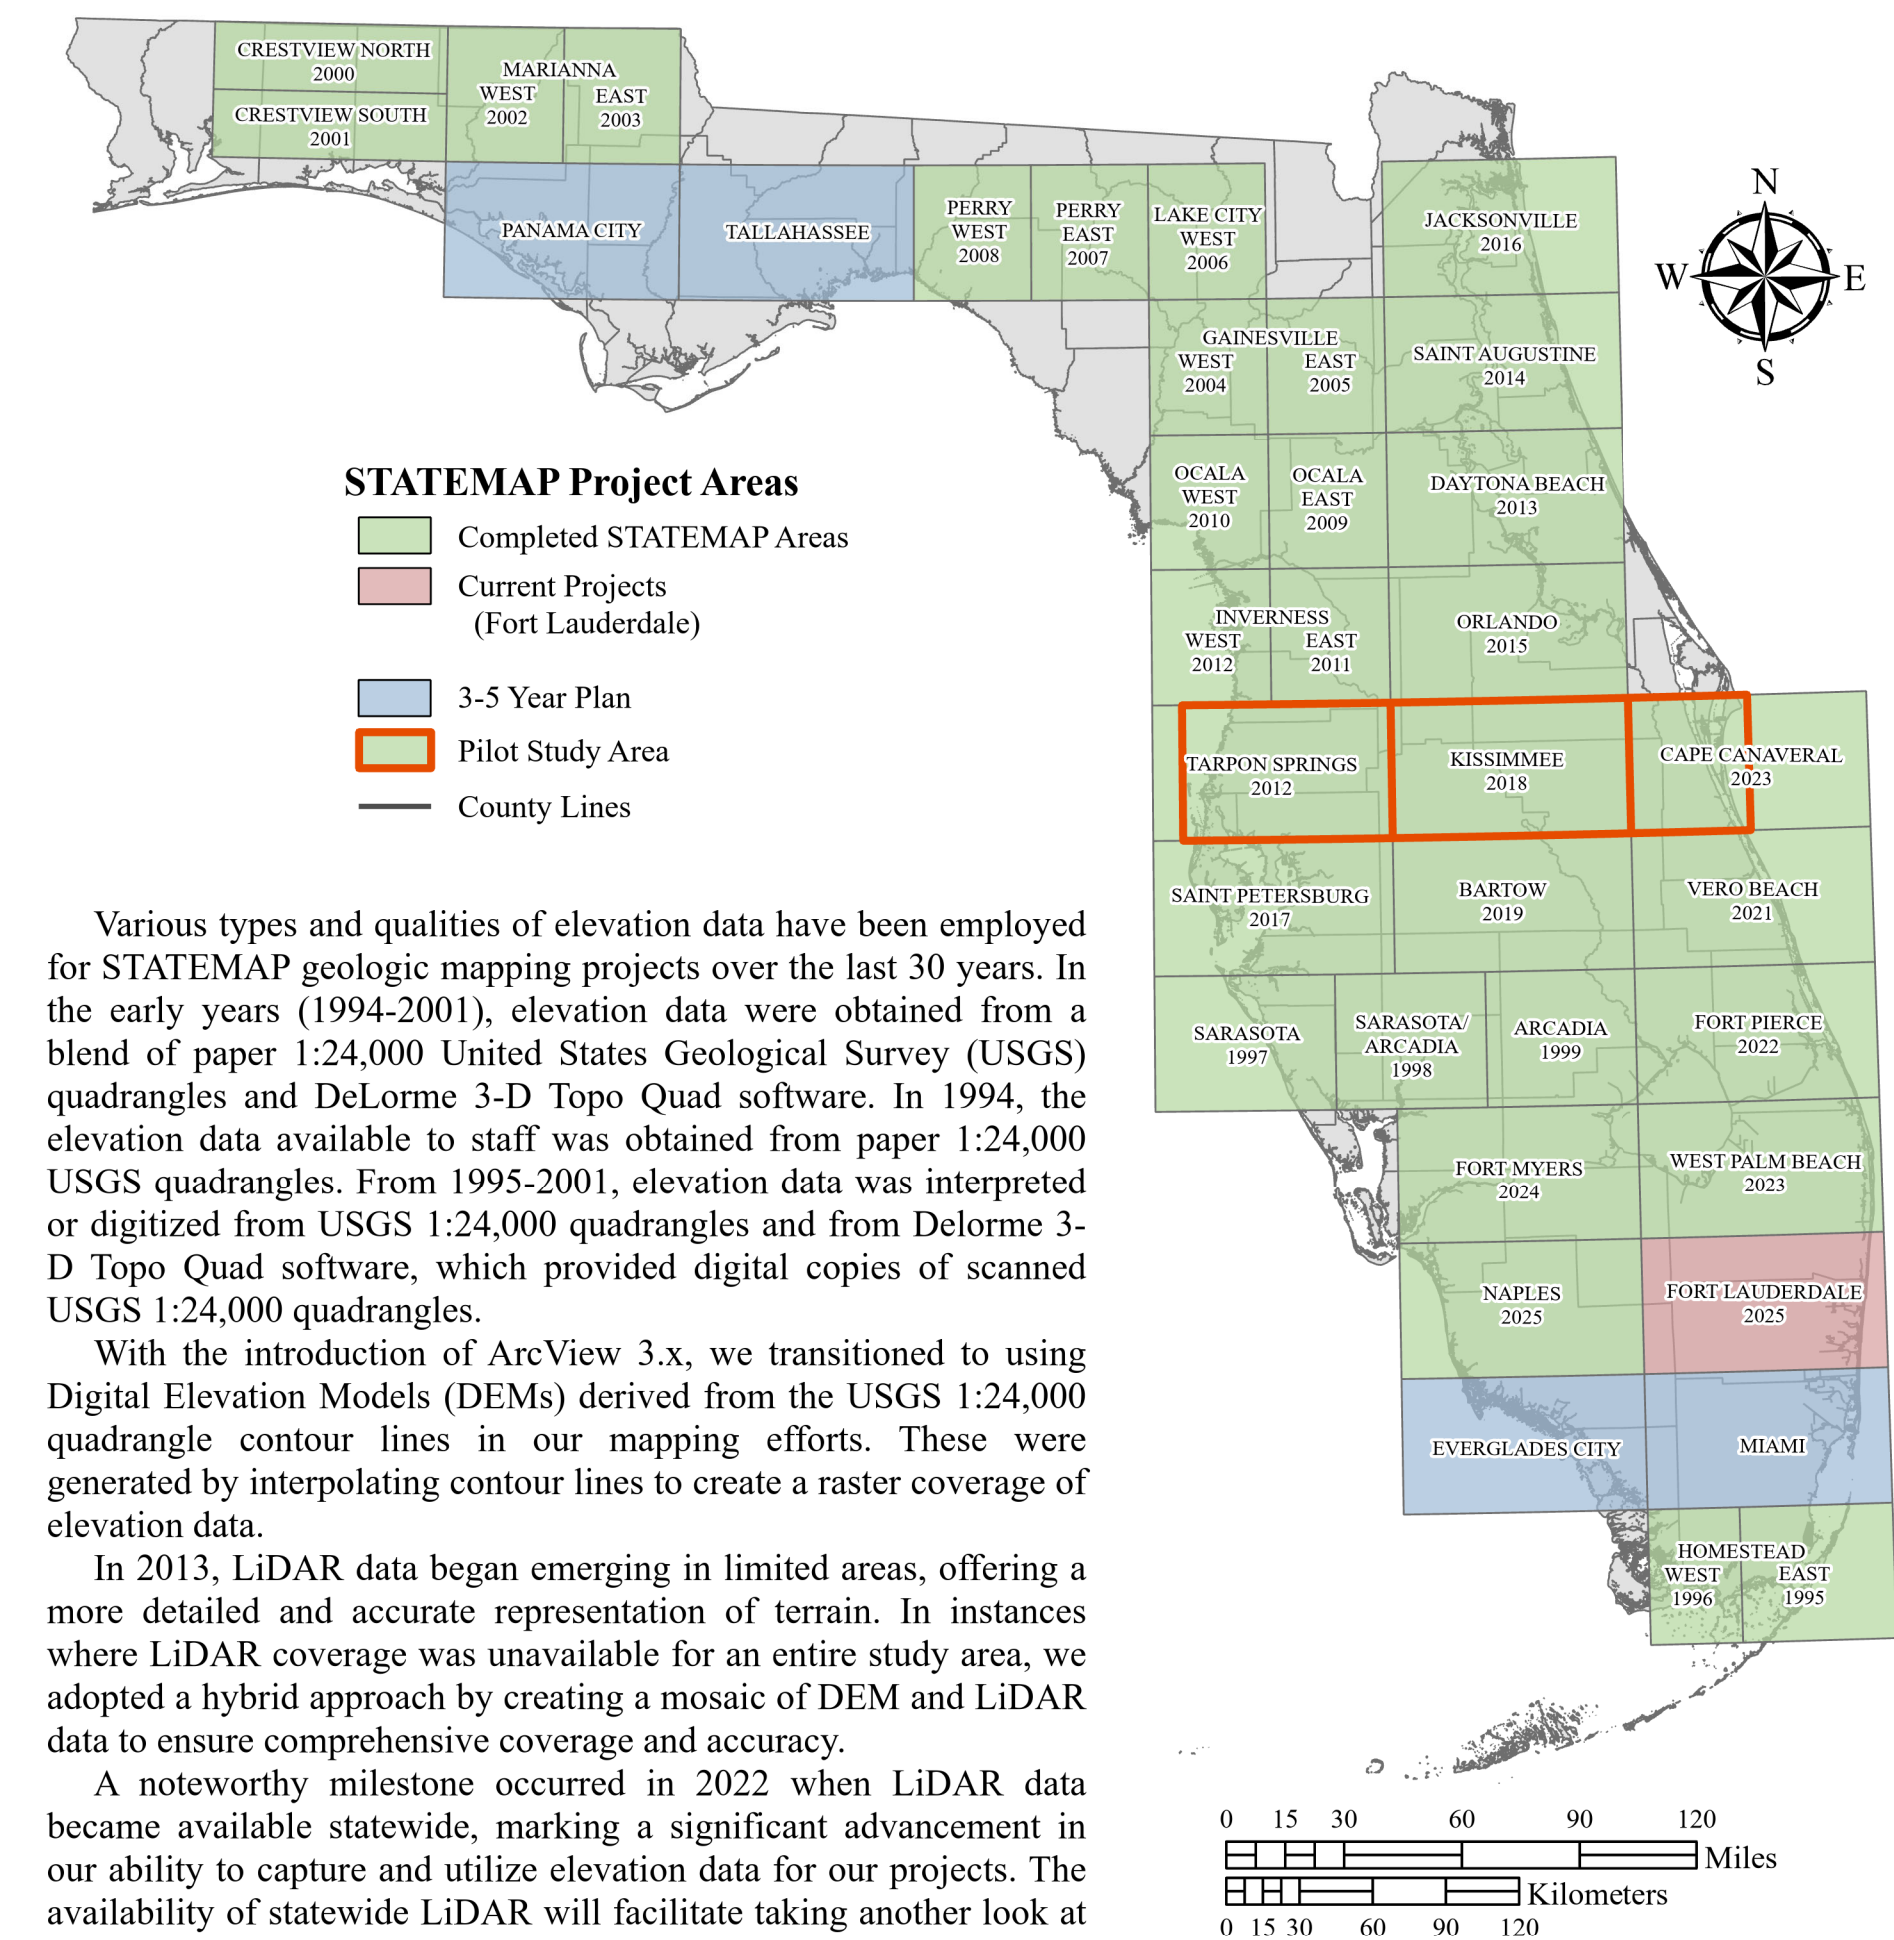 CRESTVIEW NORTH
2000
CRESTVIEW SOUTH
2001
MARIANNA
WEST
2002
EAST
2003
PANAMA CITY
TALLAHASSEE
PERRY
WEST
2008
PERRY
EAST
2007
LAKE CITY
WEST
2006
JACKSONVILLE
2016
N
W
E
S
GAINESVILLE
WEST
2004
EAST
2005
SAINT AUGUSTINE
2014
OCALA
WEST
2010
OCALA
EAST
2009
DAYTONA BEACH
2013
INVERNESS
WEST
2012
EAST
2011
ORLANDO
2015
TARPON SPRINGS
2012
KISSIMMEE
2018
CAPE CANAVERAL
2023
SAINT PETERSBURG
2017
BARTOW
2019
VERO BEACH
2021
SARASOTA
1997
SARASOTA/
ARCADIA
1998
ARCADIA
1999
FORT PIERCE
2022
FORT MYERS
2024
WEST PALM BEACH
2023
NAPLES
2025
FORT LAUDERDALE
2025
EVERGLADES CITY
MIAMI
HOMESTEAD
WEST
1996
EAST
1995
STATEMAP Project Areas
Completed STATEMAP Areas
Current Projects
(Fort Lauderdale)
3-5 Year Plan
Pilot Study Area
County Lines
Various types and qualities of elevation data have been employed
for STATEMAP geologic mapping projects over the last 30 years. In
the early years (1994-2001), elevation data were obtained from a
blend of paper 1:24,000 United States Geological Survey (USGS)
quadrangles and DeLorme 3-D Topo Quad software. In 1994, the
elevation data available to staff was obtained from paper 1:24,000
USGS quadrangles. From 1995-2001, elevation data was interpreted
or digitized from USGS 1:24,000 quadrangles and from Delorme 3-
D Topo Quad software, which provided digital copies of scanned
USGS 1:24,000 quadrangles.
With the introduction of ArcView 3.x, we transitioned to using
Digital Elevation Models (DEMs) derived from the USGS 1:24,000
quadrangle contour lines in our mapping efforts. These were
generated by interpolating contour lines to create a raster coverage of
elevation data.
In 2013, LiDAR data began emerging in limited areas, offering a
more detailed and accurate representation of terrain. In instances
where LiDAR coverage was unavailable for an entire study area, we
adopted a hybrid approach by creating a mosaic of DEM and LiDAR
data to ensure comprehensive coverage and accuracy.
A noteworthy milestone occurred in 2022 when LiDAR data
became available statewide, marking a significant advancement in
our ability to capture and utilize elevation data for our projects. The
availability of statewide LiDAR will facilitate taking another look at
0 15 30 60 90 120
Miles
Kilometers
0 15 30 60 90 120